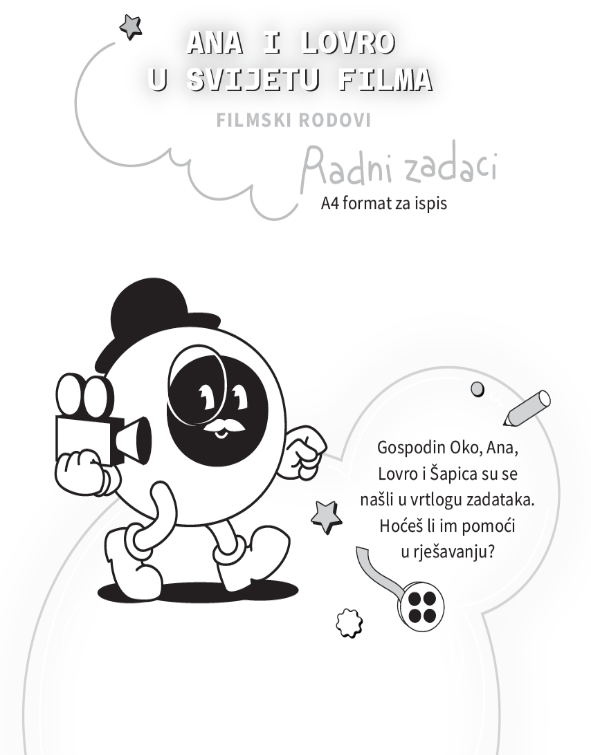 ANA I LOVRO
U SVIJETU FILMA
FILMSKI RODOVI
Radni zadaci
A4 format za ispis
Gospodin Oko, Ana,
Lovro i Šapica su se
našli u vrtlogu zadataka.
Hoćeš li im pomoći
u rješavanju?